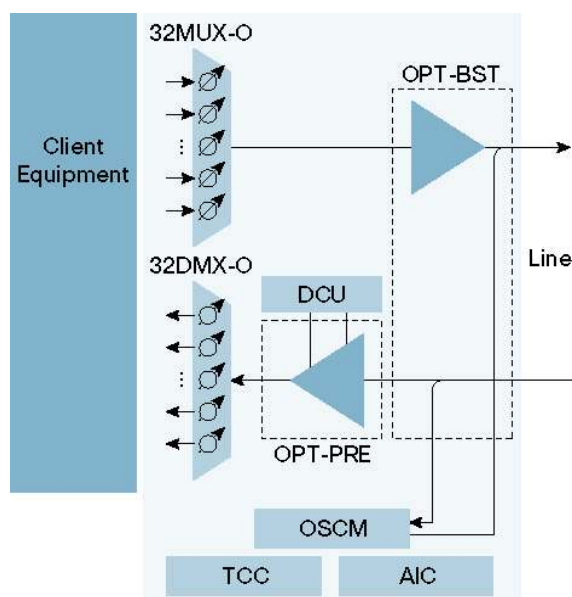 32MUX-O
OPT-BST
Client
Equipment
Line
32DMX-O
DCU
OPT-PRE
OSCM
TCC
AIC